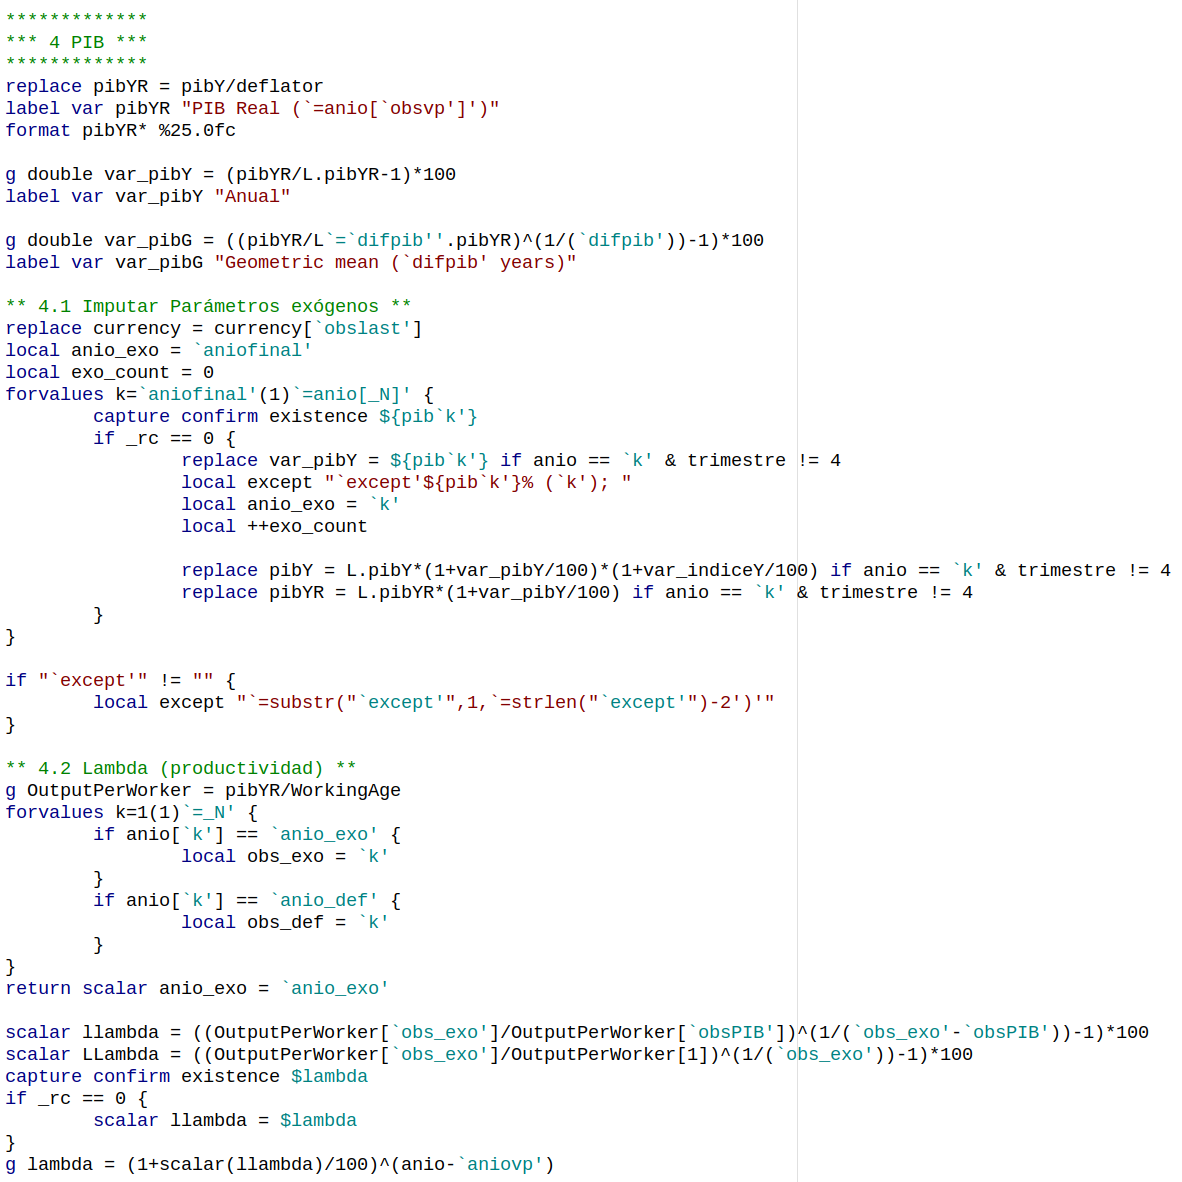 *************
*** 4 PIB ***
*************
replace pibYR = pibY/deflator
label var pibYR "PIB Real (`=anio[`obsvp']')"
format pibYR* %25.0fc

g double var_pibY = (pibYR/L.pibYR-1)*100
label var var_pibY "Anual"

g double var_pibG = ((pibYR/L`=`difpib''.pibYR)^(1/(`difpib'))-1)*100
label var var_pibG "Geometric mean (`difpib' years)"

** 4.1 Imputar Parámetros exógenos **
replace currency = currency[`obslast']
local anio_exo = `aniofinal'
local exo_count = 0
forvalues k=`aniofinal'(1)`=anio[_N]' {
	capture confirm existence ${pib`k'}
	if _rc == 0 {
		replace var_pibY = ${pib`k'} if anio == `k' & trimestre != 4
		local except "`except'${pib`k'}% (`k'); "
		local anio_exo = `k'
		local ++exo_count

		replace pibY = L.pibY*(1+var_pibY/100)*(1+var_indiceY/100) if anio == `k' & trimestre != 4
		replace pibYR = L.pibYR*(1+var_pibY/100) if anio == `k' & trimestre != 4
	}
}

if "`except'" != "" {
	local except "`=substr("`except'",1,`=strlen("`except'")-2')'"
}

** 4.2 Lambda (productividad) **
g OutputPerWorker = pibYR/WorkingAge
forvalues k=1(1)`=_N' {
	if anio[`k'] == `anio_exo' {
		local obs_exo = `k'
	}
	if anio[`k'] == `anio_def' {
		local obs_def = `k'
	}
}
return scalar anio_exo = `anio_exo'

scalar llambda = ((OutputPerWorker[`obs_exo']/OutputPerWorker[`obsPIB'])^(1/(`obs_exo'-`obsPIB'))-1)*100
scalar LLambda = ((OutputPerWorker[`obs_exo']/OutputPerWorker[1])^(1/(`obs_exo'))-1)*100
capture confirm existence $lambda
if _rc == 0 {
	scalar llambda = $lambda
}
g lambda = (1+scalar(llambda)/100)^(anio-`aniovp')